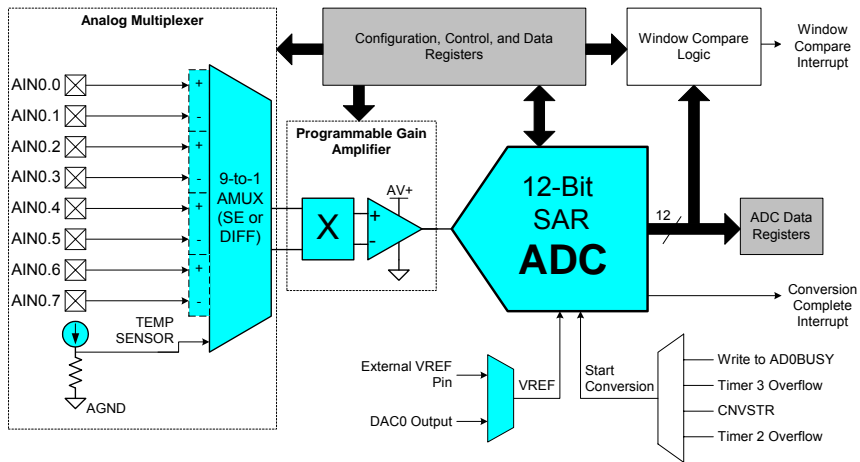 Analog Multiplexer
AIN0.0
AIN0.1
AIN0.2
AIN0.3
AIN0.4
AIN0.5
AIN0.6
AIN0.7
+
-
+
-
+
-
+
-
9-to-1
AMUX
(SE or
DIFF)
TEMP
SENSOR
AGND
Configuration, Control, and Data
Registers
Programmable Gain
Amplifier
X
+
-
AV+
12-Bit
SAR
ADC
12
Window Compare
Logic
Window
Compare
Interrupt
ADC Data
Registers
Conversion
Complete
Interrupt
External VREF
Pin
DAC0 Output
VREF
Start
Conversion
Write to AD0BUSY
Timer 3 Overflow
CNVSTR
Timer 2 Overflow